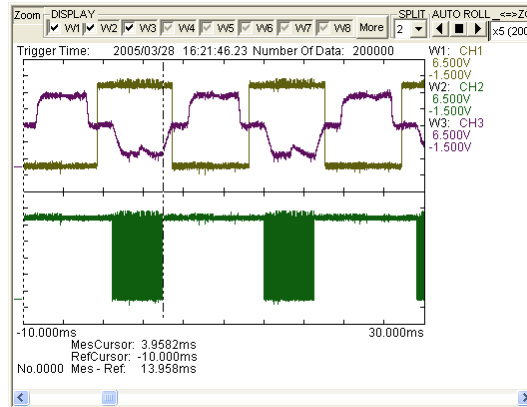 Zoom DISPLAY SPLIT AUTO ROLL <=>Z
W1 W2 W3 W4 W5 W6 W7 W8 More 2 x5 (200
Trigger Time: 2005/03/28 16:21:46.23 Number Of Data: 200000
W1: CH1
6.500V
-1.500V
W2: CH2
6.500V
-1.500V
W3: CH3
6.500V
-1.500V
-10.000ms 30.000ms
MesCursor: 3.9582ms
RefCursor: -10.000ms
No.0000 Mes - Ref: 13.958ms